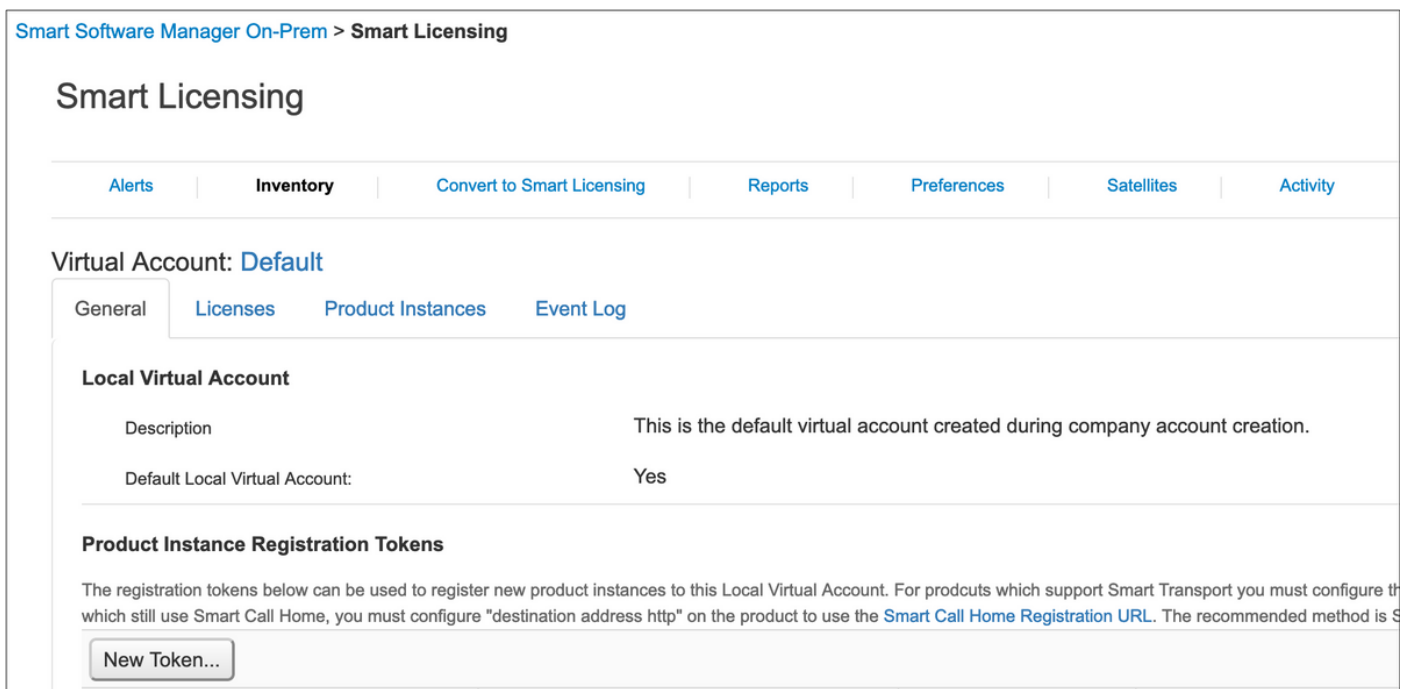 Smart Software Manager On-Prem > Smart Licensing
Smart Licensing
Alerts Inventory Convert to Smart Licensing Reports Preferences Satellites Activity
Virtual Account: Default
General Licenses Product Instances Event Log
Local Virtual Account
Description This is the default virtual account created during company account creation.
Default Local Virtual Account: Yes
Product Instance Registration Tokens
The registration tokens below can be used to register new product instances to this Local Virtual Account. For prodcuts which support Smart Transport you must configure
which still use Smart Call Home, you must configure "destination address http" on the product to use the Smart Call Home Registration URL. The recommended method is
New Token...